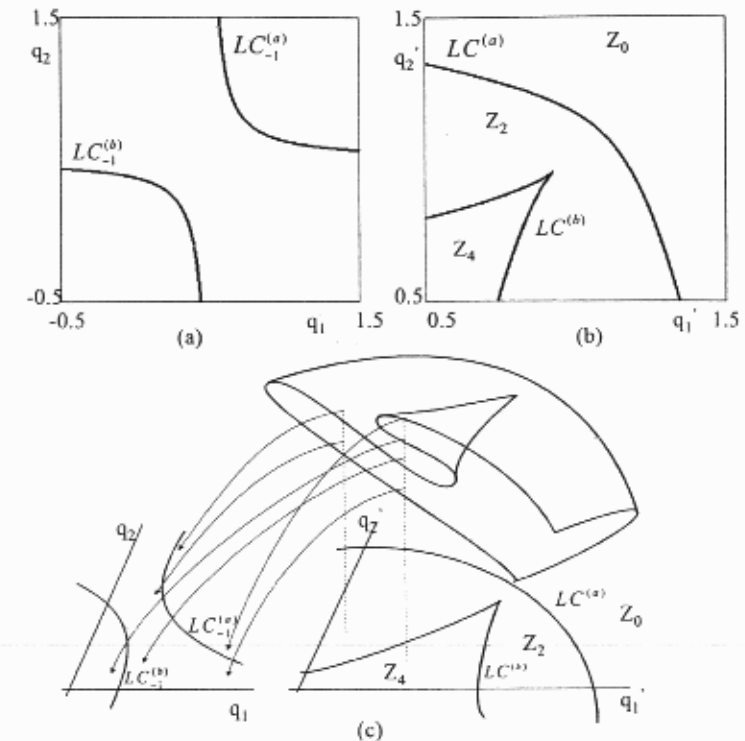 1.5
q₂
LC₋₁⁽ᵃ⁾
LC₋₁⁽ᵇ⁾
-0.5
-0.5
q₁
1.5
(a)
1.5
q₂'
LC⁽ᵃ⁾
Z₀
Z₂
LC⁽ᵇ⁾
Z₄
0.5
0.5
q₁'
1.5
(b)
q₂
q₂'
LC₋₁⁽ᵃ⁾
LC⁽ᵃ⁾
Z₀
Z₂
LC₋₁⁽ᵇ⁾
Z₄
LC⁽ᵇ⁾
q₁
q₁'
(c)